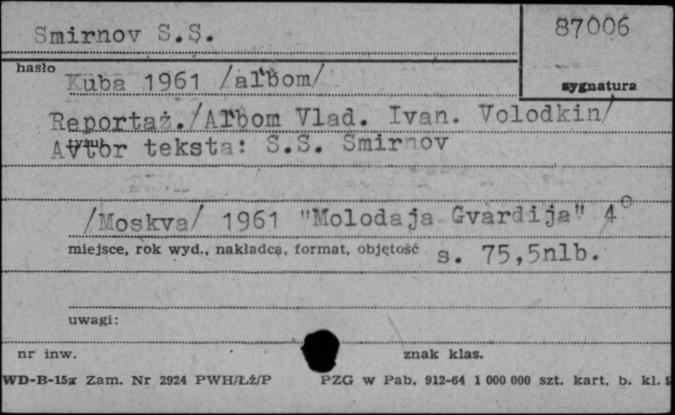 Smirnov S.S.
87006
hasło
Kuba 1961 /al'bom/
sygnatura
Reportaż./Al'bom Vlad. Ivan. Volodkin/
tytuł
Avtor teksta: S.S. Smirnov
/Moskva/ 1961 "Molodaja Gvardija" 4°
miejsce, rok wyd., nakładca, format, objętość s. 75,5nlb.
uwagi:
nr inw. znak klas.
WD-B-15a Zam. Nr 2924 PWH/ŁŻ/P PZG w Pab. 912-64 1 000 000 szt. kart. b. kl.